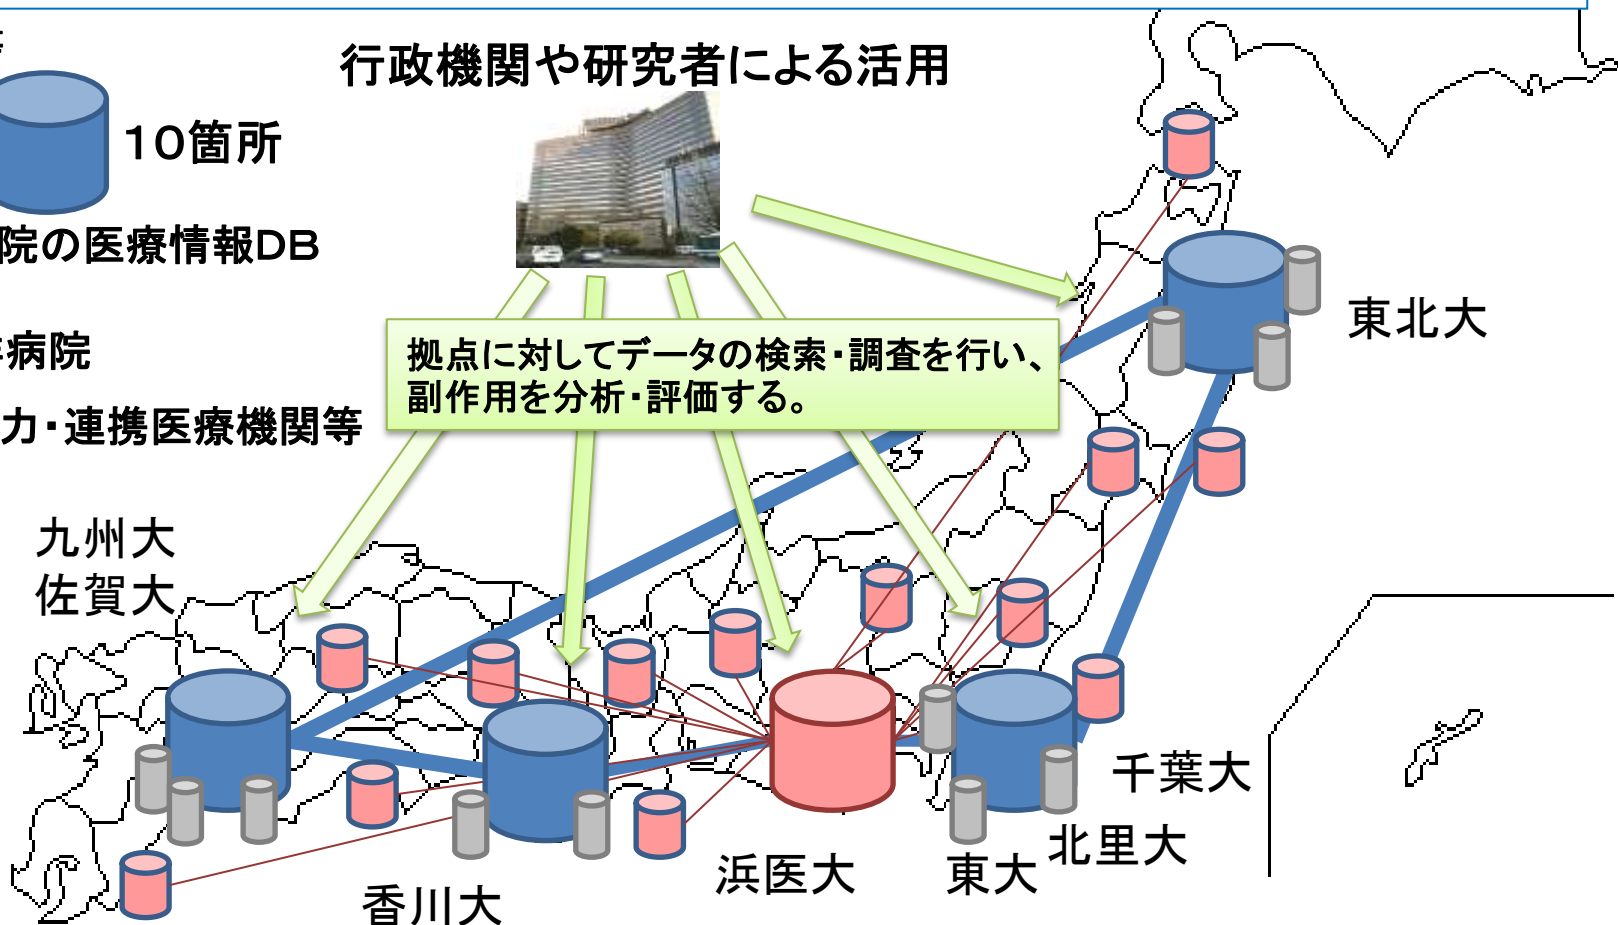 行政機関や研究者による活用
10箇所
院の医療情報DB
病院
力・連携医療機関等
拠点に対してデータの検索・調査を行い、
副作用を分析・評価する。
東北大
九州大
佐賀大
千葉大
北里大
東大
浜医大
香川大